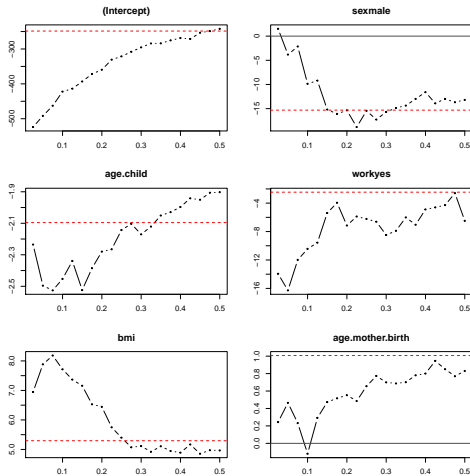 (Intercept)
−300
−500
0.1 0.2 0.3 0.4 0.5
sexmale
0
−5
−15
0.1 0.2 0.3 0.4 0.5
age.child
−1.9
−2.1
−2.3
−2.5
0.1 0.2 0.3 0.4 0.5
workyes
−4
−8
−12
−16
0.1 0.2 0.3 0.4 0.5
bmi
8.0
7.0
6.0
5.0
0.1 0.2 0.3 0.4 0.5
age.mother.birth
1.0
0.8
0.6
0.4
0.2
0.0
0.1 0.2 0.3 0.4 0.5